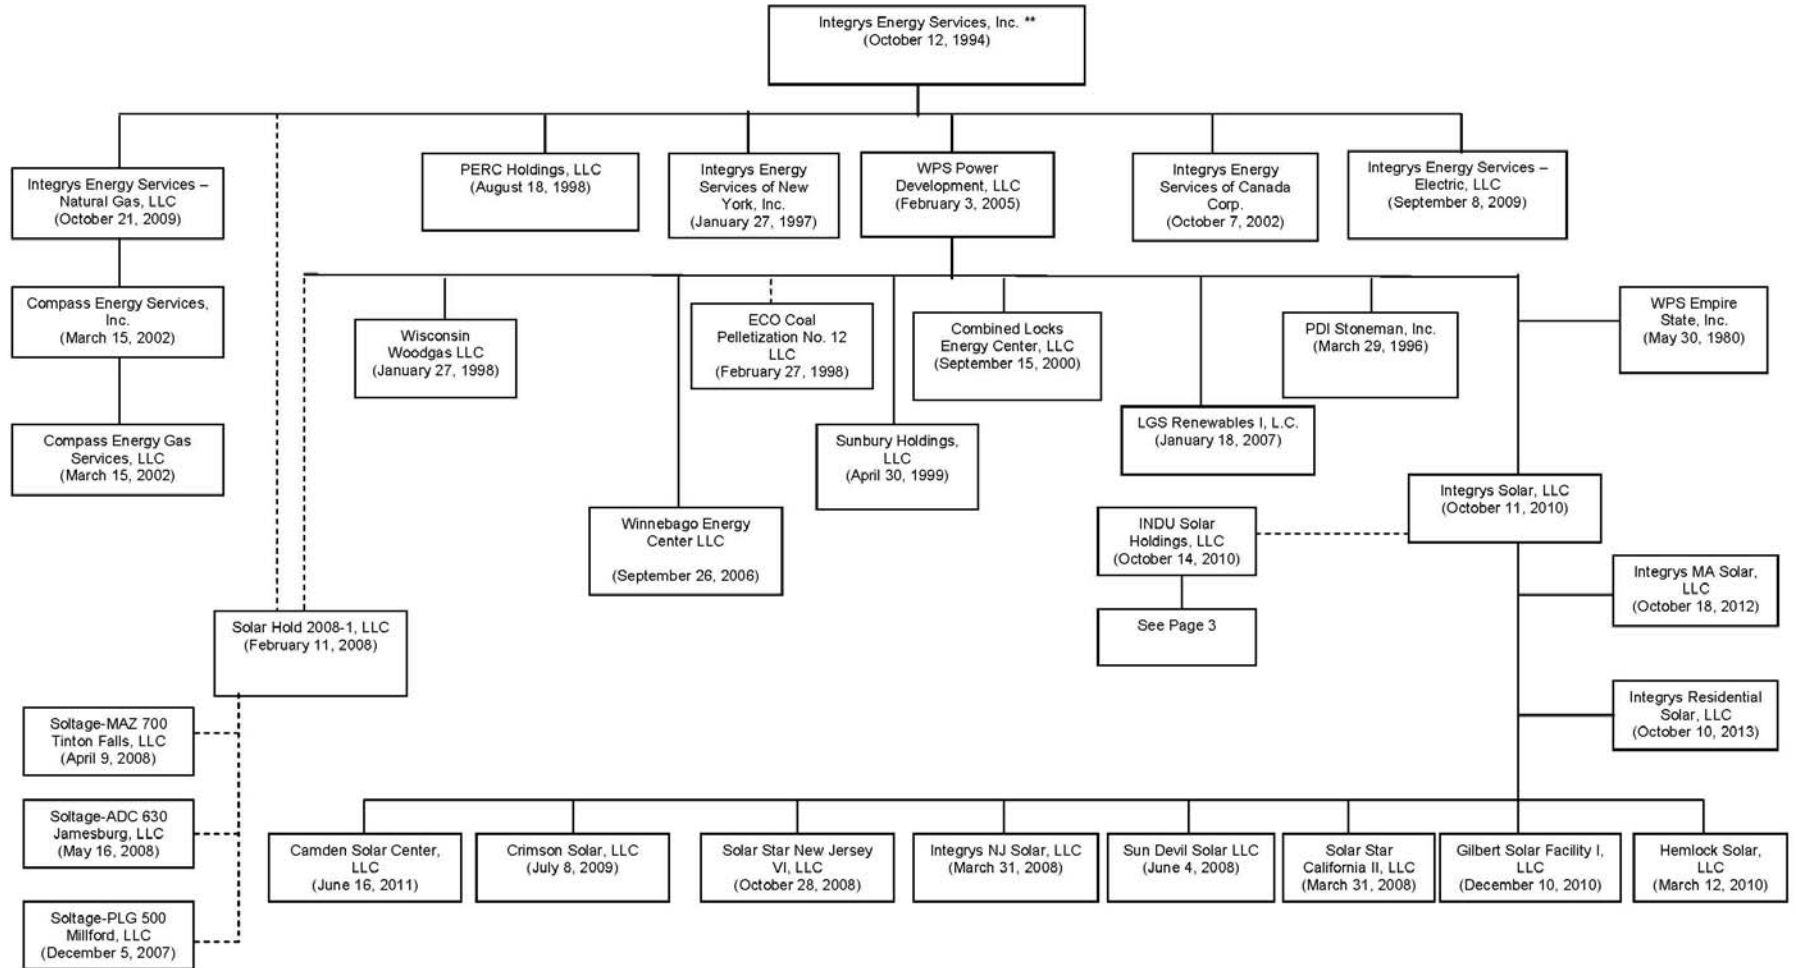 Integrys Energy Services, Inc. **
(October 12, 1994)
Integrys Energy Services –
Natural Gas, LLC
(October 21, 2009)
PERC Holdings, LLC
(August 18, 1998)
Integrys Energy
Services of New
York, Inc.
(January 27, 1997)
WPS Power
Development, LLC
(February 3, 2005)
Integrys Energy
Services of Canada
Corp.
(October 7, 2002)
Integrys Energy Services –
Electric, LLC
(September 8, 2009)
Compass Energy Services,
Inc.
(March 15, 2002)
Wisconsin
Woodgas LLC
(January 27, 1998)
ECO Coal
Pelletization No. 12
LLC
(February 27, 1998)
Combined Locks
Energy Center, LLC
(September 15, 2000)
PDI Stoneman, Inc.
(March 29, 1996)
WPS Empire
State, Inc.
(May 30, 1980)
Compass Energy Gas
Services, LLC
(March 15, 2002)
Sunbury Holdings,
LLC
(April 30, 1999)
LGS Renewables I, L.C.
(January 18, 2007)
Integrys Solar, LLC
(October 11, 2010)
Winnebago Energy
Center LLC
(September 26, 2006)
INDU Solar
Holdings, LLC
(October 14, 2010)
See Page 3
Integrys MA Solar,
LLC
(October 18, 2012)
Solar Hold 2008-1, LLC
(February 11, 2008)
Integrys Residential
Solar, LLC
(October 10, 2013)
Soltage-MAZ 700
Tinton Falls, LLC
(April 9, 2008)
Soltage-ADC 630
Jamesburg, LLC
(May 16, 2008)
Soltage-PLG 500
Millford, LLC
(December 5, 2007)
Camden Solar Center,
LLC
(June 16, 2011)
Crimson Solar, LLC
(July 8, 2009)
Solar Star New Jersey
VI, LLC
(October 28, 2008)
Integrys NJ Solar, LLC
(March 31, 2008)
Sun Devil Solar LLC
(June 4, 2008)
Solar Star
California II, LLC
(March 31, 2008)
Gilbert Solar Facility I,
LLC
(December 10, 2010)
Hemlock Solar,
LLC
(March 12, 2010)